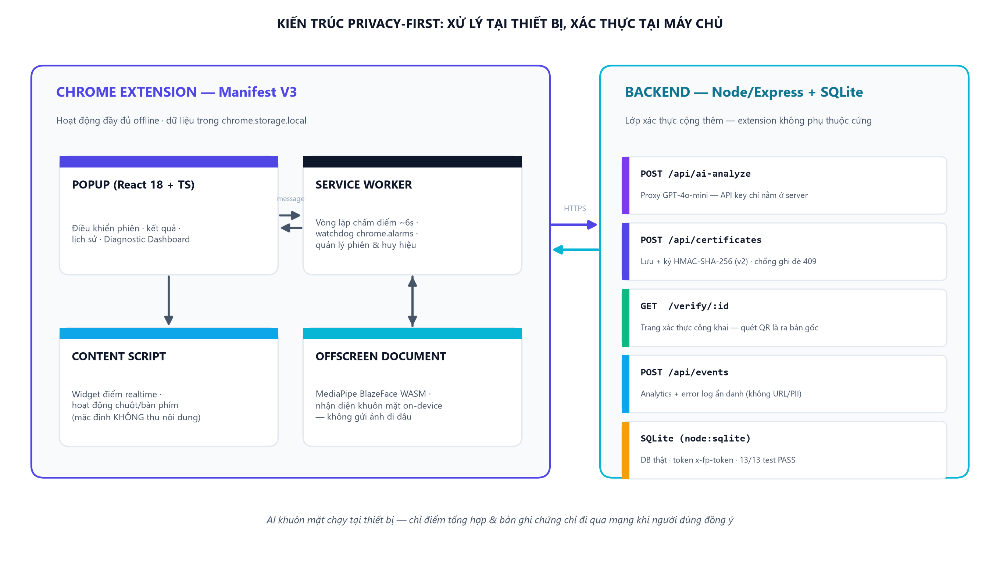 KIẾN TRÚC PRIVACY-FIRST: XỬ LÝ TẠI THIẾT BỊ, XÁC THỰC TẠI MÁY CHỦ
CHROME EXTENSION — Manifest V3
Hoạt động đầy đủ offline · dữ liệu trong chrome.storage.local
POPUP (React 18 + TS)
Điều khiển phiên · kết quả ·
lịch sử · Diagnostic Dashboard
message
SERVICE WORKER
Vòng lặp chấm điểm ~6s ·
watchdog chrome.alarms ·
quản lý phiên & huy hiệu
CONTENT SCRIPT
Widget điểm realtime ·
hoạt động chuột/bàn phím
(mặc định KHÔNG thu nội dung)
OFFSCREEN DOCUMENT
MediaPipe BlazeFace WASM ·
nhận diện khuôn mặt on-device
— không gửi ảnh đi đâu
HTTPS
BACKEND — Node/Express + SQLite
Lớp xác thực cộng thêm — extension không phụ thuộc cứng
POST /api/ai-analyze
Proxy GPT-4o-mini — API key chỉ nằm ở server
POST /api/certificates
Lưu + ký HMAC-SHA-256 (v2) · chống ghi đè 409
GET  /verify/:id
Trang xác thực công khai — quét QR là ra bản gốc
POST /api/events
Analytics + error log ẩn danh (không URL/PII)
SQLite (node:sqlite)
DB thật · token x-fp-token · 13/13 test PASS
AI khuôn mặt chạy tại thiết bị — chỉ điểm tổng hợp & bản ghi chứng chỉ đi qua mạng khi người dùng đồng ý